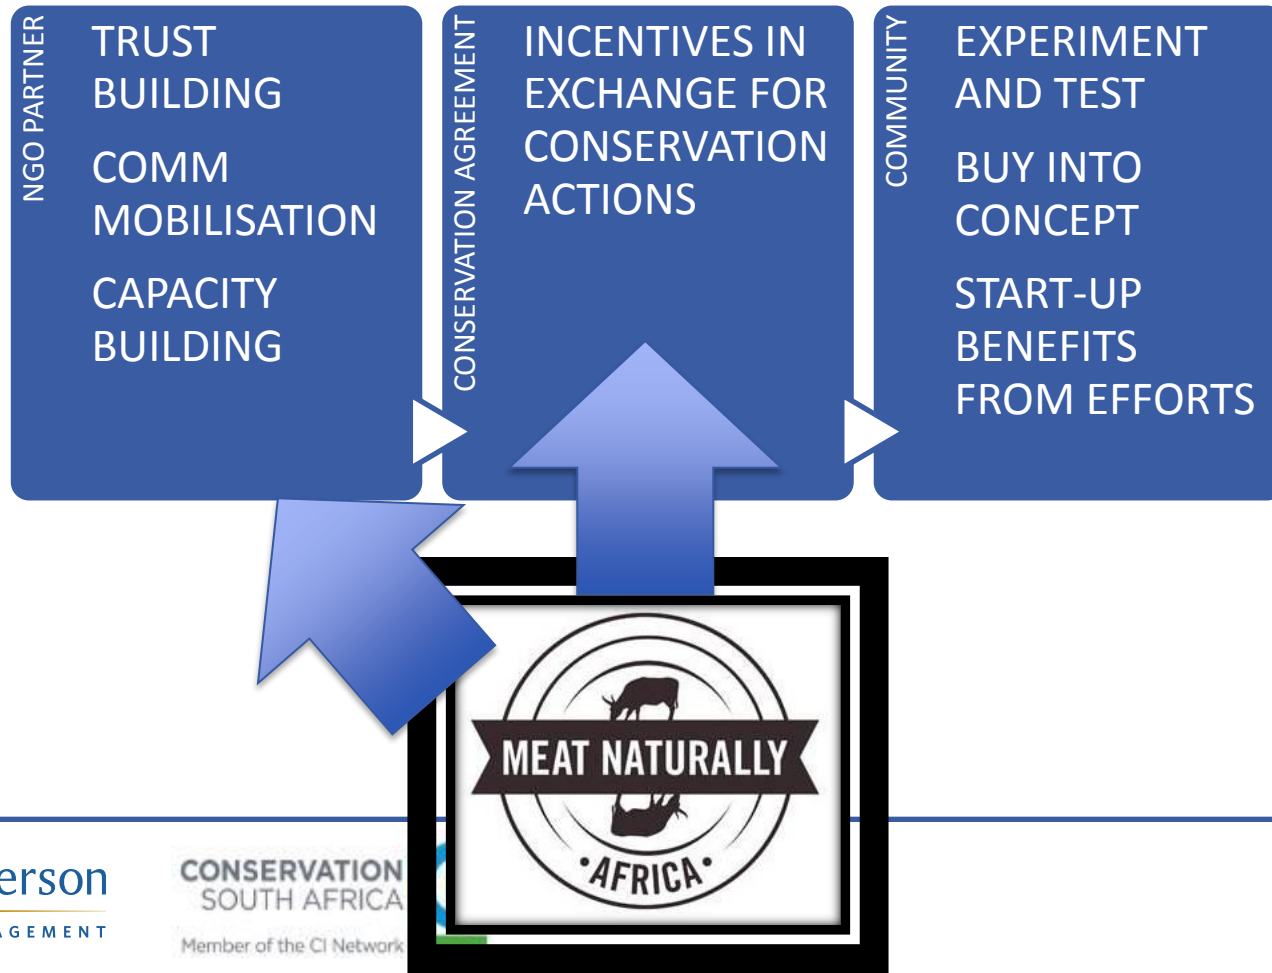 NGO PARTNER
TRUST
BUILDING
COMM
MOBILISATION
CAPACITY
BUILDING
CONSERVATION AGREEMENT
INCENTIVES IN
EXCHANGE FOR
CONSERVATION
ACTIONS
COMMUNITY
EXPERIMENT
AND TEST
BUY INTO
CONCEPT
START-UP
BENEFITS
FROM EFFORTS
MEAT NATURALLY
•AFRICA•
erson
AGEMENT
CONSERVATION
SOUTH AFRICA
Member of the CI Network